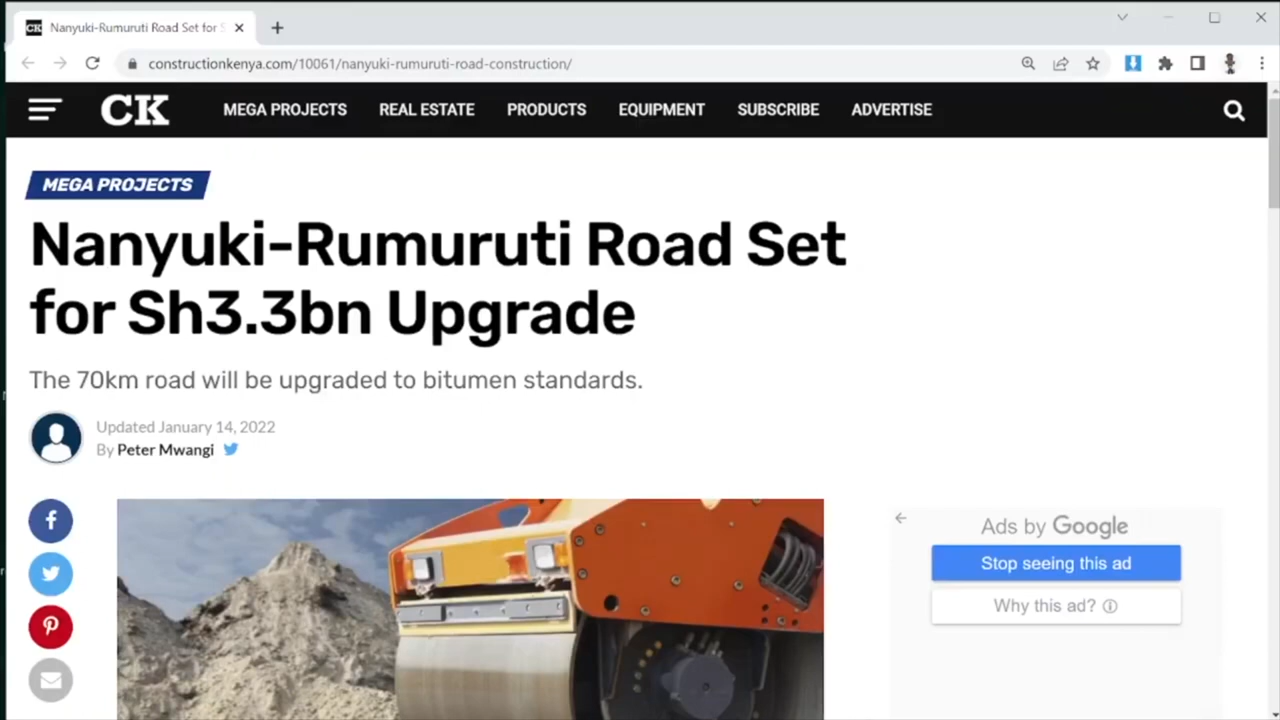 CK Nanyuki-Rumuruti Road Set for S
constructionkenya.com/10061/nanyuki-rumuruti-road-construction/
CK MEGA PROJECTS REAL ESTATE PRODUCTS EQUIPMENT SUBSCRIBE ADVERTISE
MEGA PROJECTS
Nanyuki-Rumuruti Road Set
for Sh3.3bn Upgrade
The 70km road will be upgraded to bitumen standards.
Updated January 14, 2022
By Peter Mwangi
Ads by Google
Stop seeing this ad
Why this ad?